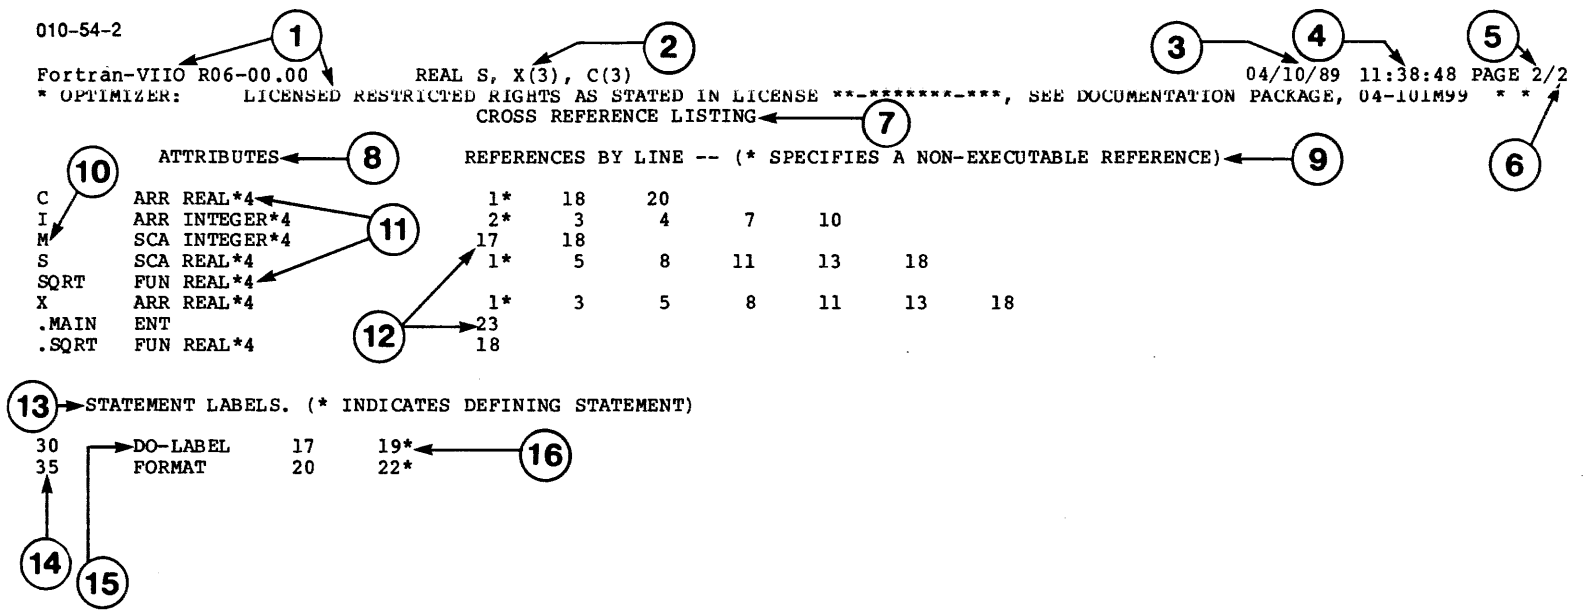 010-54-2
1 2 3 4 5
Fortran-VIIO R06-00.00 REAL S, X(3), C(3) 04/10/89 11:38:48 PAGE 2/2
* OPTIMIZER: LICENSED RESTRICTED RIGHTS AS STATED IN LICENSE **-*******-***, SEE DOCUMENTATION PACKAGE, 04-101M99 * *
CROSS REFERENCE LISTING 7
10 ATTRIBUTES 8 REFERENCES BY LINE -- (* SPECIFIES A NON-EXECUTABLE REFERENCE) 9 6
C ARR REAL*4 1* 18 20
I ARR INTEGER*4 11 2* 3 4 7 10
M SCA INTEGER*4 17 18
S SCA REAL*4 1* 5 8 11 13 18
SQRT FUN REAL*4
X ARR REAL*4 1* 3 5 8 11 13 18
.MAIN ENT 12 23
.SQRT FUN REAL*4 18
13 STATEMENT LABELS. (* INDICATES DEFINING STATEMENT)
30 DO-LABEL 17 19* 16
35 FORMAT 20 22*
14 15